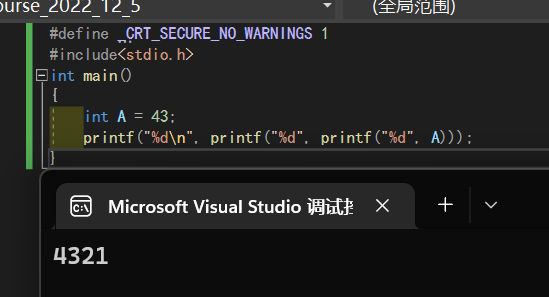 ourse_2022_12_5
(全局范围)
#define _CRT_SECURE_NO_WARNINGS 1
#include<stdio.h>
int main()
{
int A = 43;
printf("%d\n", printf("%d", printf("%d", A)));
}
Microsoft Visual Studio 调试
4321